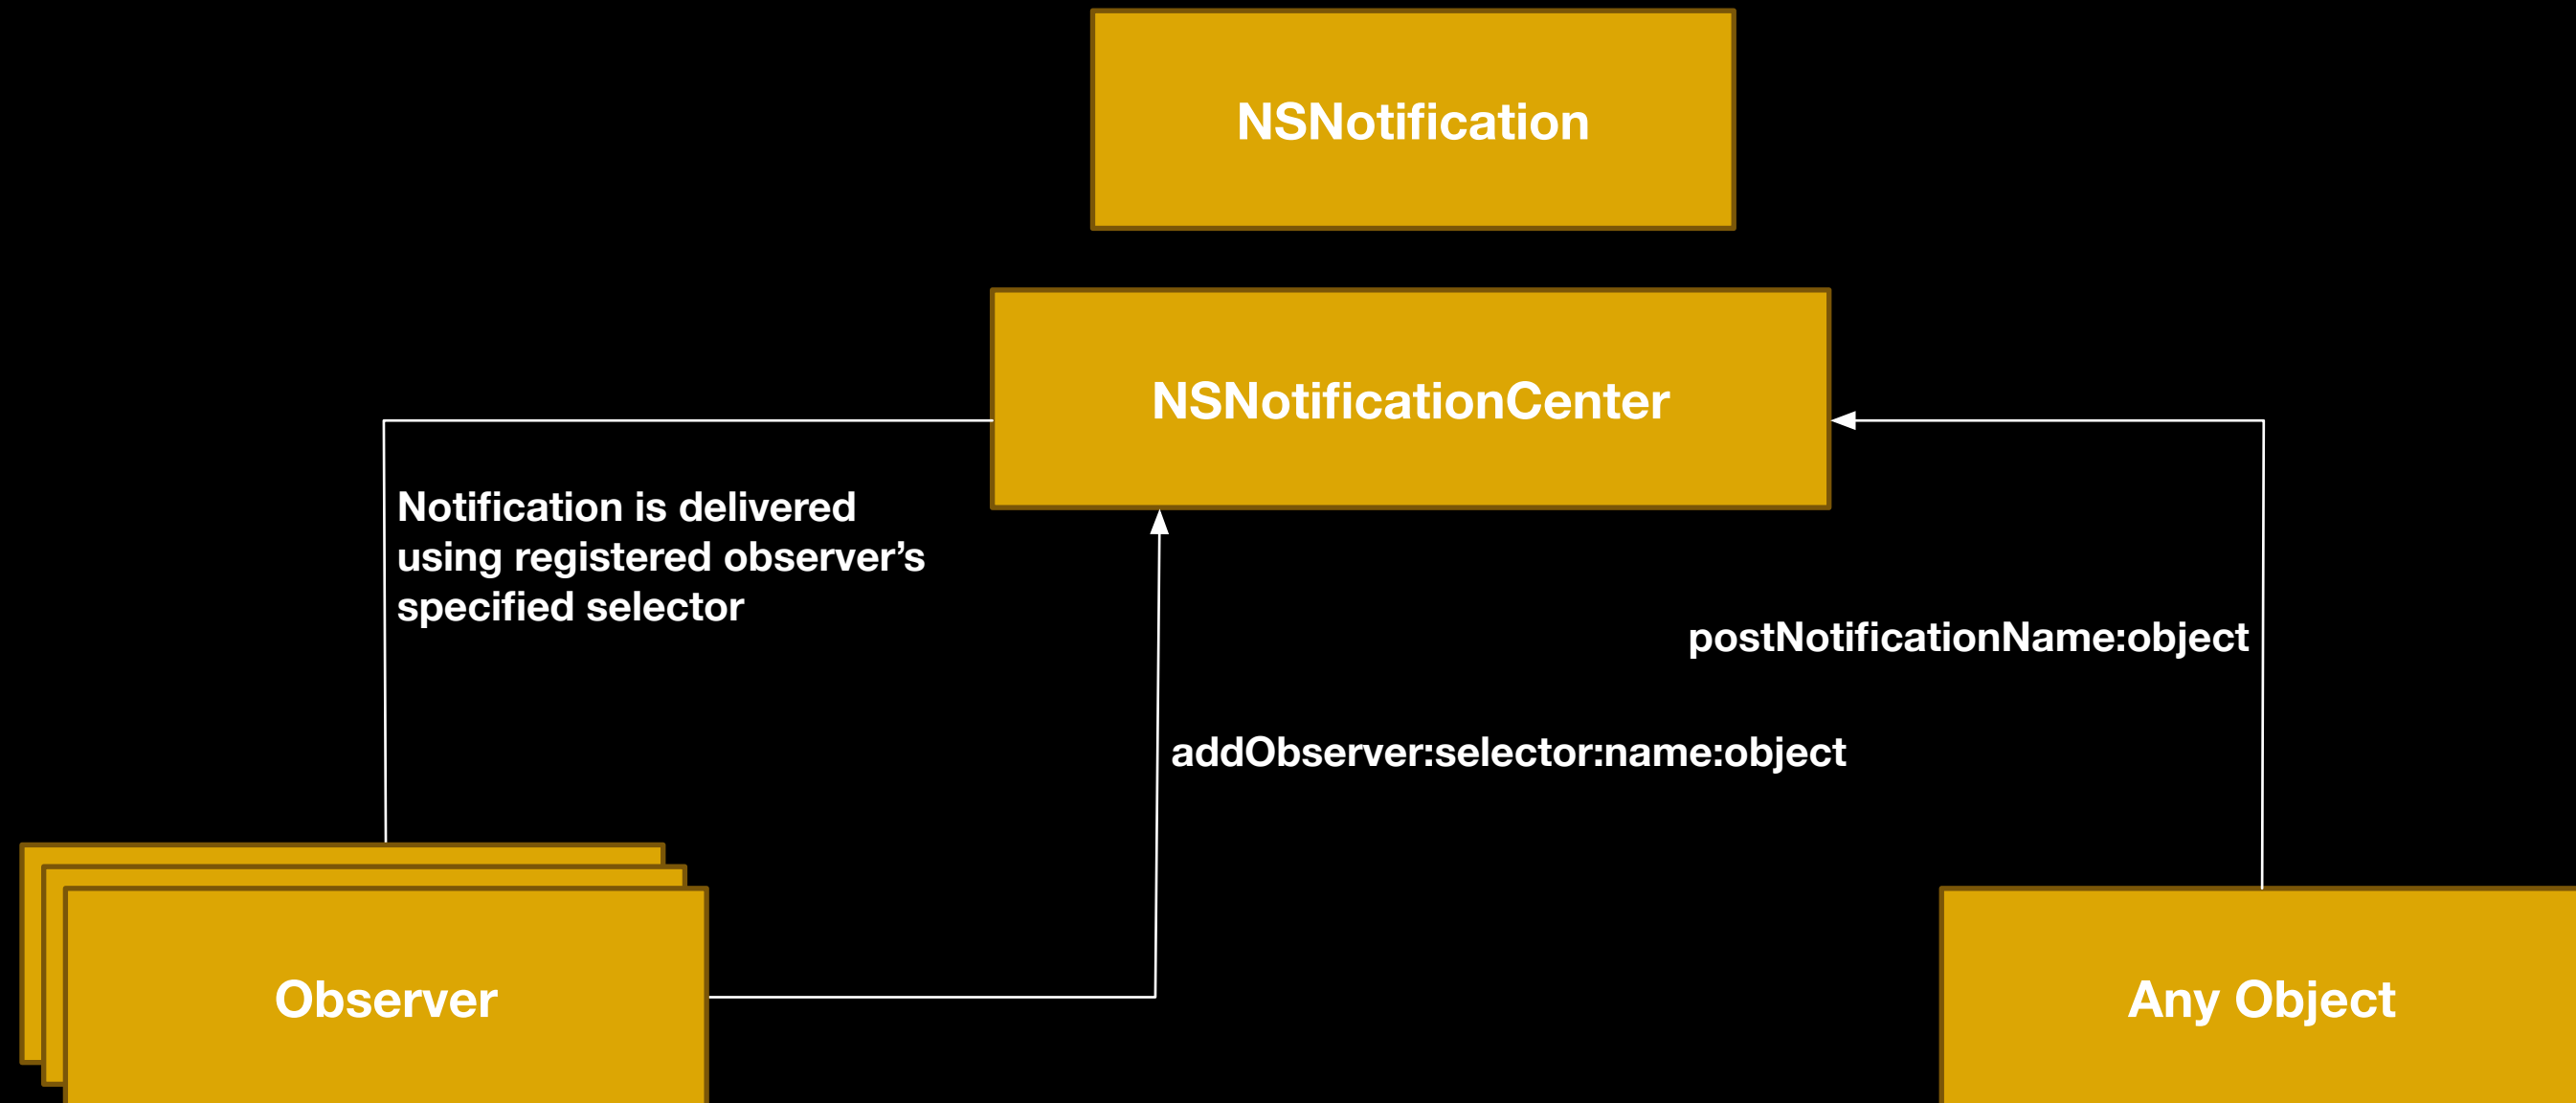 NSNotification
NSNotificationCenter
Notification is delivered
using registered observer’s
specified selector
postNotificationName:object
addObserver:selector:name:object
Observer
Any Object